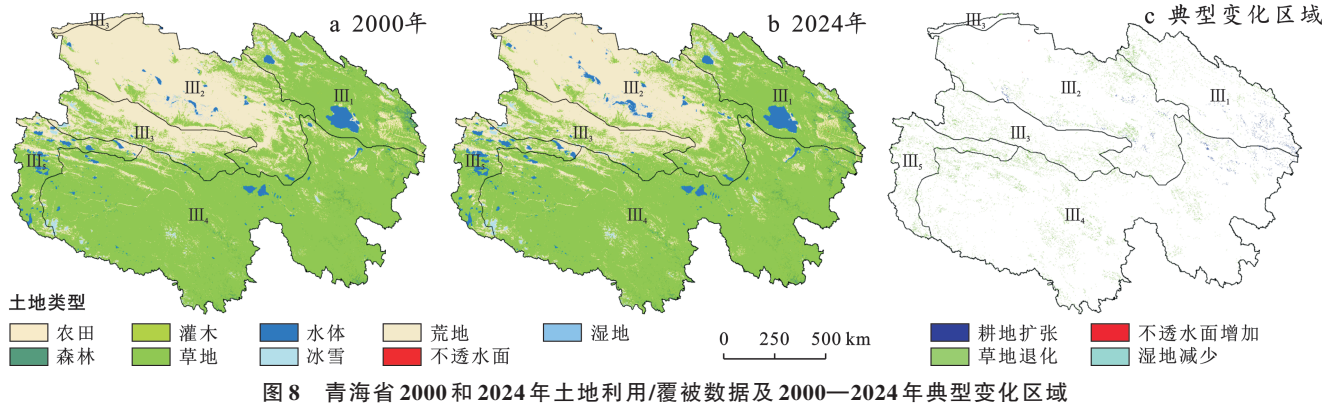 a 2000年
III₃
III₂
III₁
III₃
III₅
III₄
b 2024年
III₃
III₂
III₁
III₃
III₅
III₄
c 典型变化区域
III₃
III₂
III₁
III₃
III₅
III₄
土地类型
农田 灌木 水体 荒地 湿地
森林 草地 冰雪 不透水面
0 250 500 km
耕地扩张 不透水面增加
草地退化 湿地减少
图8 青海省2000和2024年土地利用/覆被数据及2000—2024年典型变化区域